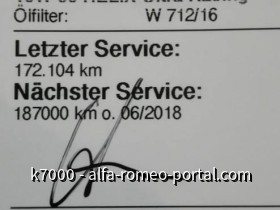 Ölfilter: W 712/16
Letzter Service:
172.104 km
Nächster Service:
187000 km o. 06/2018
k7000 - alfa-romeo-portal.com